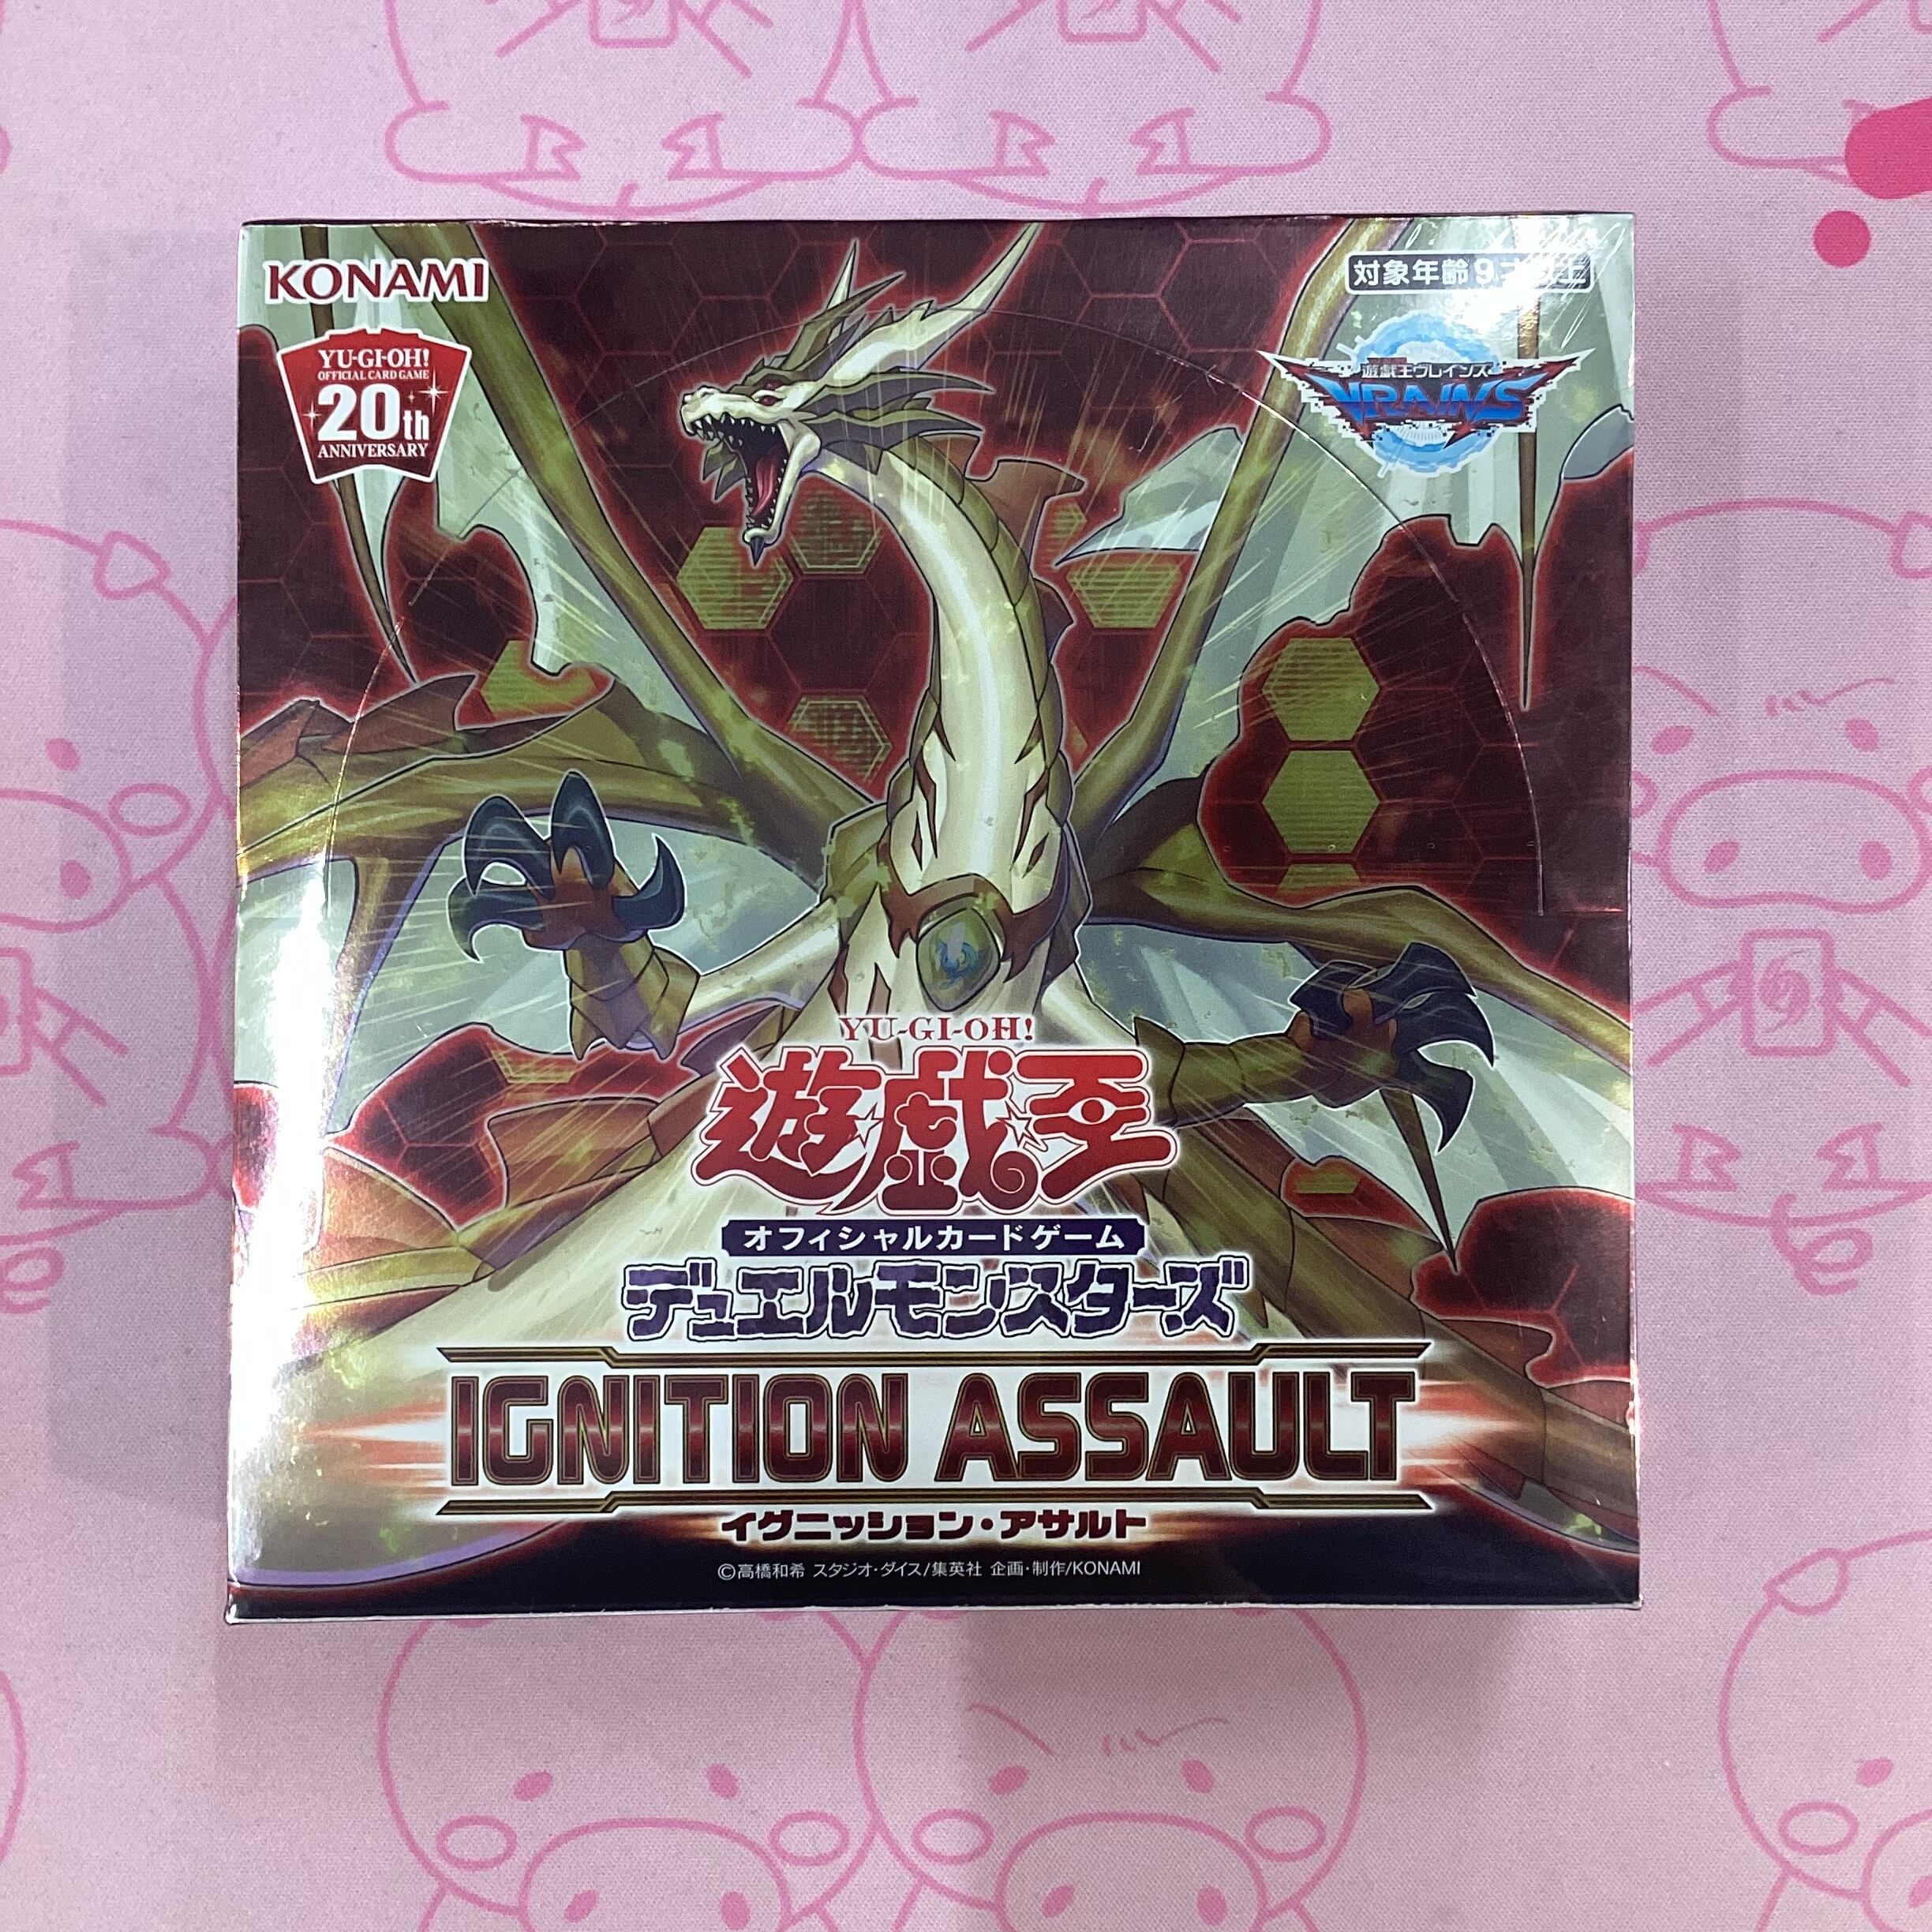 KONAMI
対象年齢9才以上
YU-GI-OH!
OFFICIAL CARD GAME
20th
ANNIVERSARY
遊戯王ヴレインズ
VRAINS
YU-GI-OH!
遊戯王
オフィシャルカードゲーム
デュエルモンスターズ
IGNITION ASSAULT
イグニッション・アサルト
©高橋和希 スタジオ・ダイス/集英社 企画・制作/KONAMI